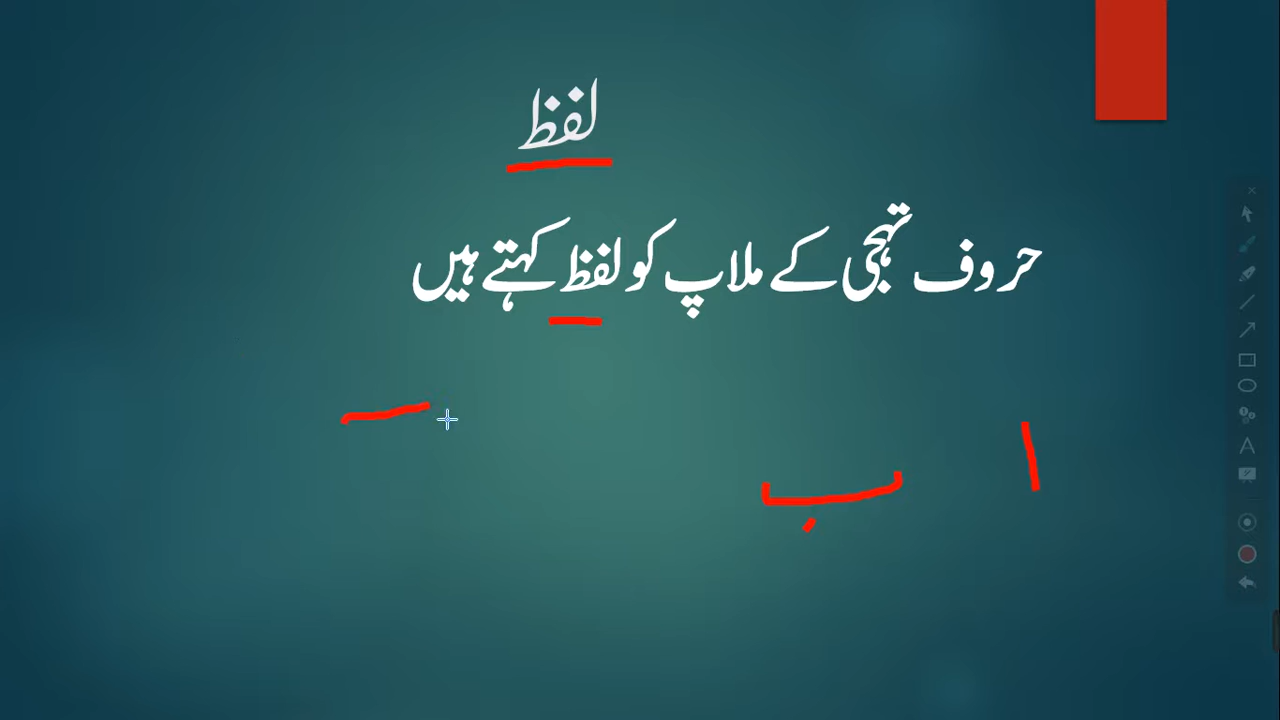 لفظ
حروف تہجی کے ملاپ کو لفظ کہتے ہیں
ا ب